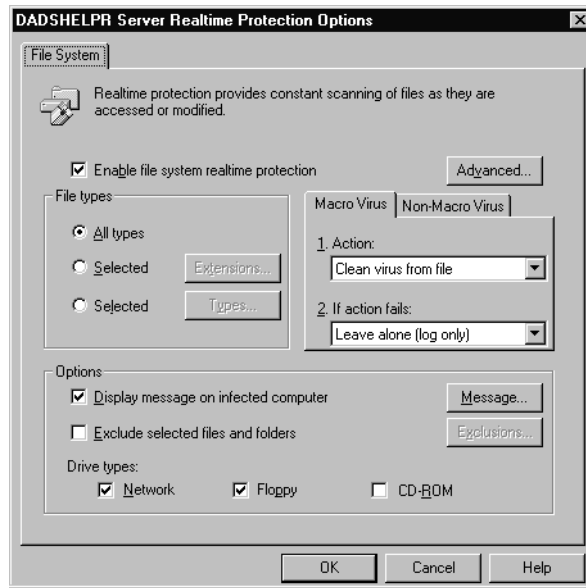 DADSHELPR Server Realtime Protection Options
File System
Realtime protection provides constant scanning of files as they are
accessed or modified.
Enable file system realtime protection
Advanced...
File types
All types
Selected
Extensions...
Selected
Types...
Macro Virus
Non-Macro Virus
1. Action:
Clean virus from file
2. If action fails:
Leave alone (log only)
Options
Display message on infected computer
Message...
Exclude selected files and folders
Exclusions...
Drive types:
Network
Floppy
CD-ROM
OK
Cancel
Help